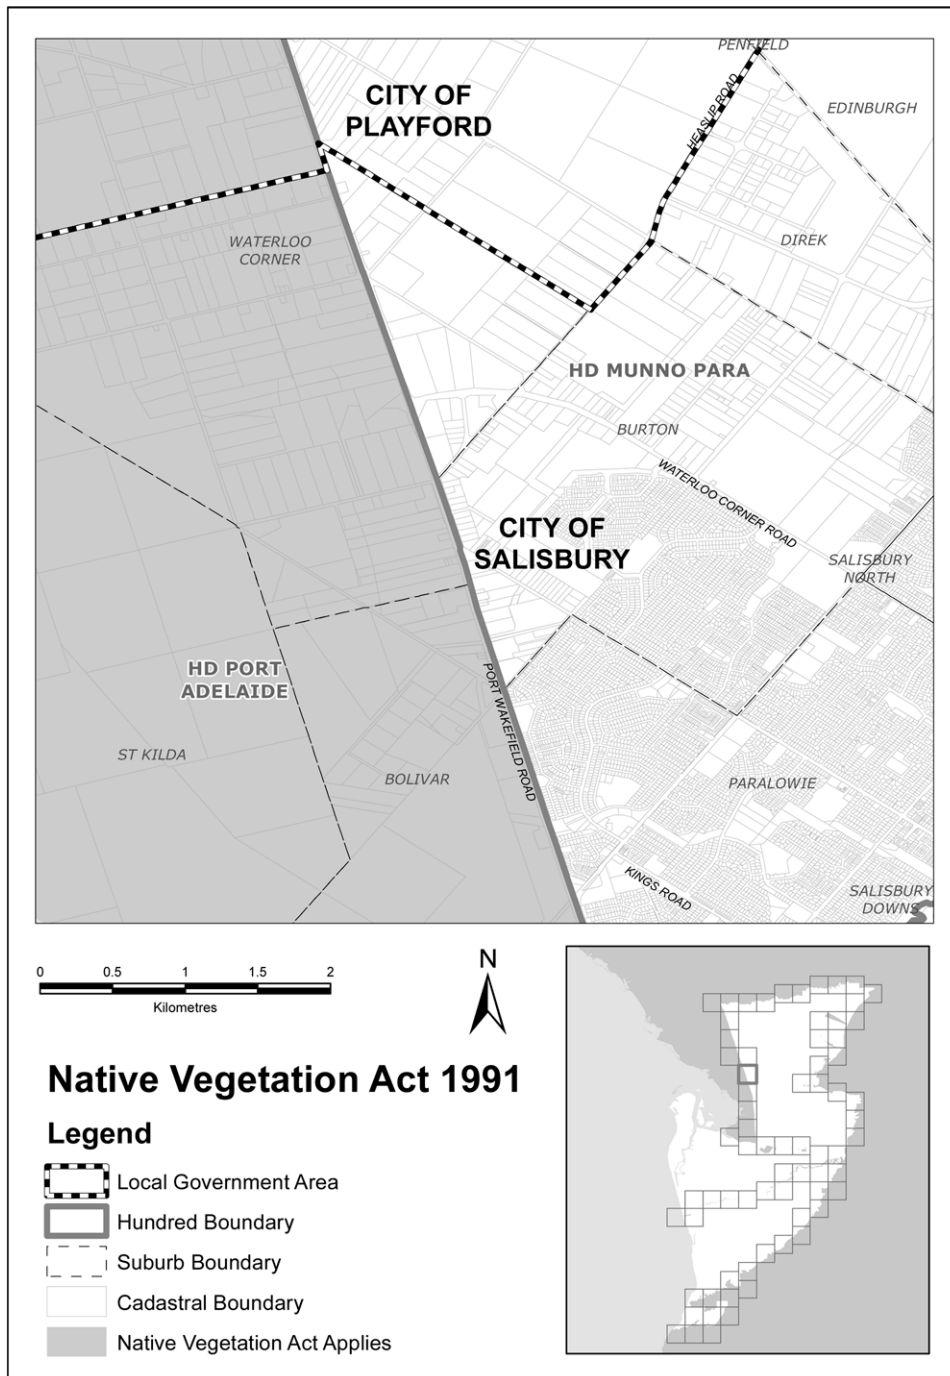 PENFIELD
CITY OF
PLAYFORD
HEASLIP ROAD
EDINBURGH
WATERLOO
CORNER
DIREK
HD MUNNO PARA
BURTON
WATERLOO CORNER ROAD
CITY OF
SALISBURY
SALISBURY
NORTH
HD PORT
ADELAIDE
PORT WAKEFIELD ROAD
ST KILDA
BOLIVAR
PARALOWIE
KINGS ROAD
SALISBURY
DOWNS
0 0.5 1 1.5 2
Kilometres
N
Native Vegetation Act 1991
Legend
Local Government Area
Hundred Boundary
Suburb Boundary
Cadastral Boundary
Native Vegetation Act Applies